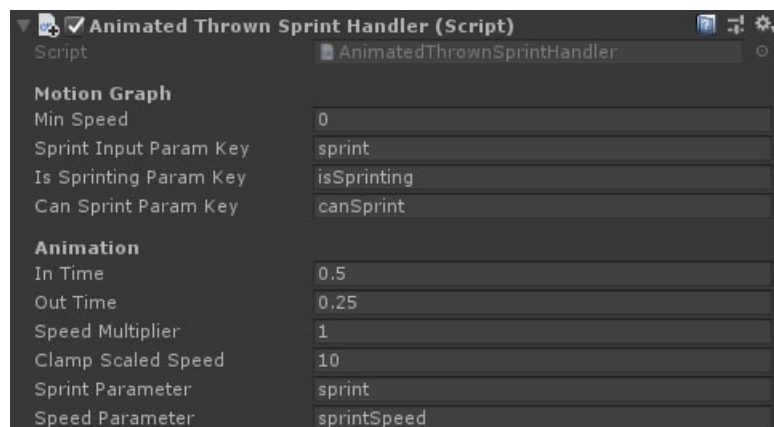 Animated Thrown Sprint Handler (Script)
Script AnimatedThrownSprintHandler
Motion Graph
Min Speed 0
Sprint Input Param Key sprint
Is Sprinting Param Key isSprinting
Can Sprint Param Key canSprint
Animation
In Time 0.5
Out Time 0.25
Speed Multiplier 1
Clamp Scaled Speed 10
Sprint Parameter sprint
Speed Parameter sprintSpeed